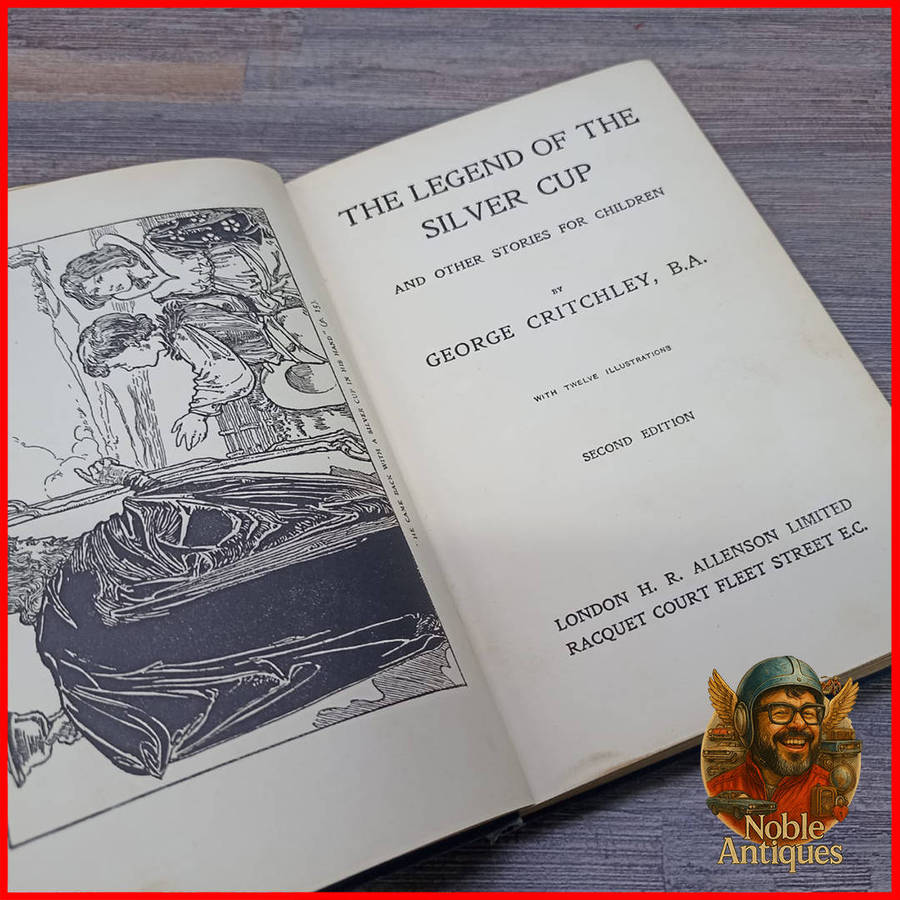 "HE CAME BACK WITH A SILVER CUP IN HIS HAND" (P. 15).
THE LEGEND OF THE
SILVER CUP
AND OTHER STORIES FOR CHILDREN
BY
GEORGE CRITCHLEY, B.A.
WITH TWELVE ILLUSTRATIONS
SECOND EDITION
LONDON H. R. ALLENSON LIMITED
RACQUET COURT FLEET STREET E.C.
Noble
Antiques